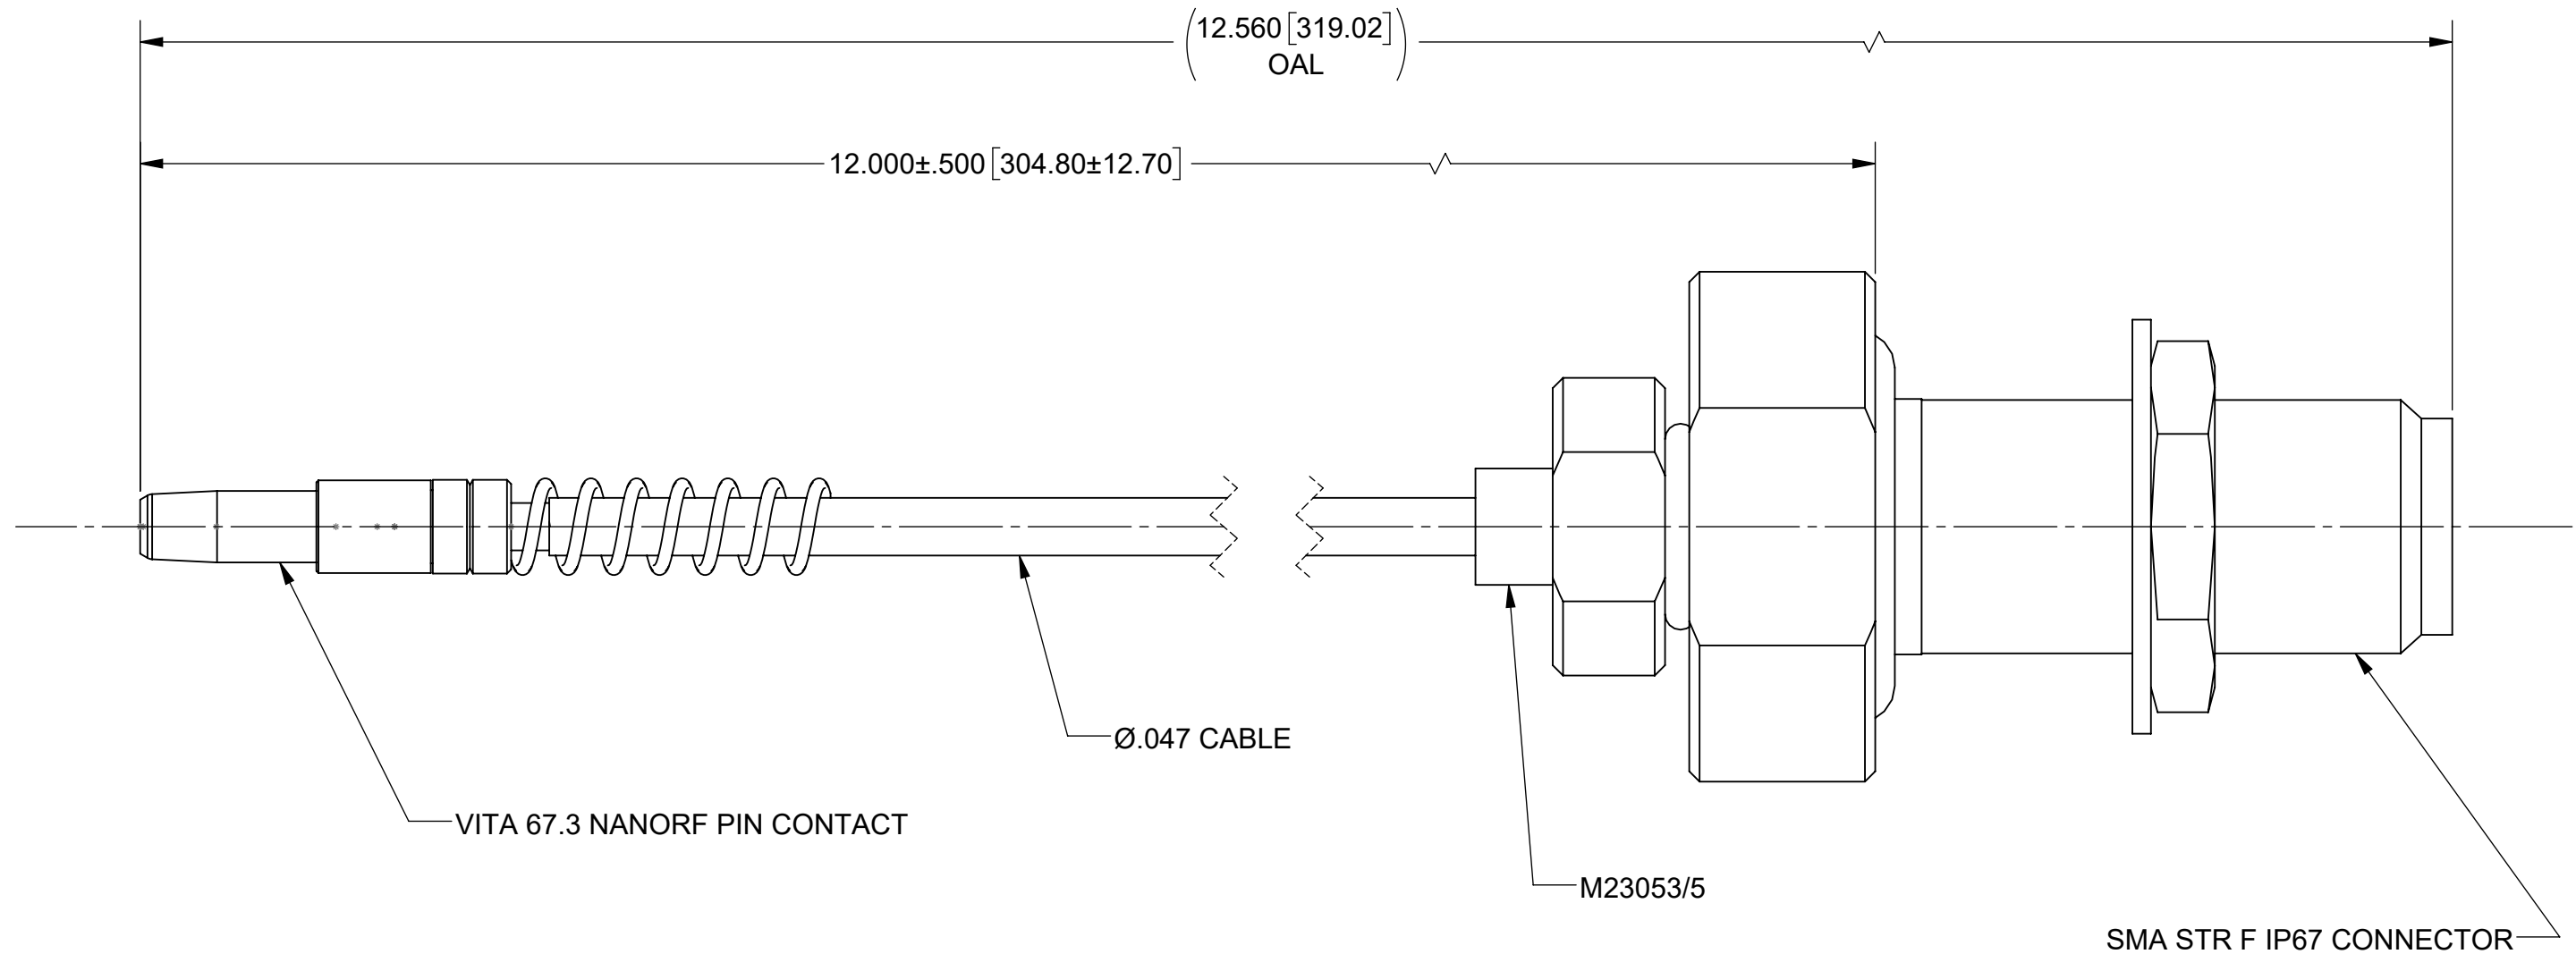 (12.560 [319.02])
OAL
12.000±.500 [304.80±12.70]
Ø.047 CABLE
VITA 67.3 NANORF PIN CONTACT
M23053/5
SMA STR F IP67 CONNECTOR